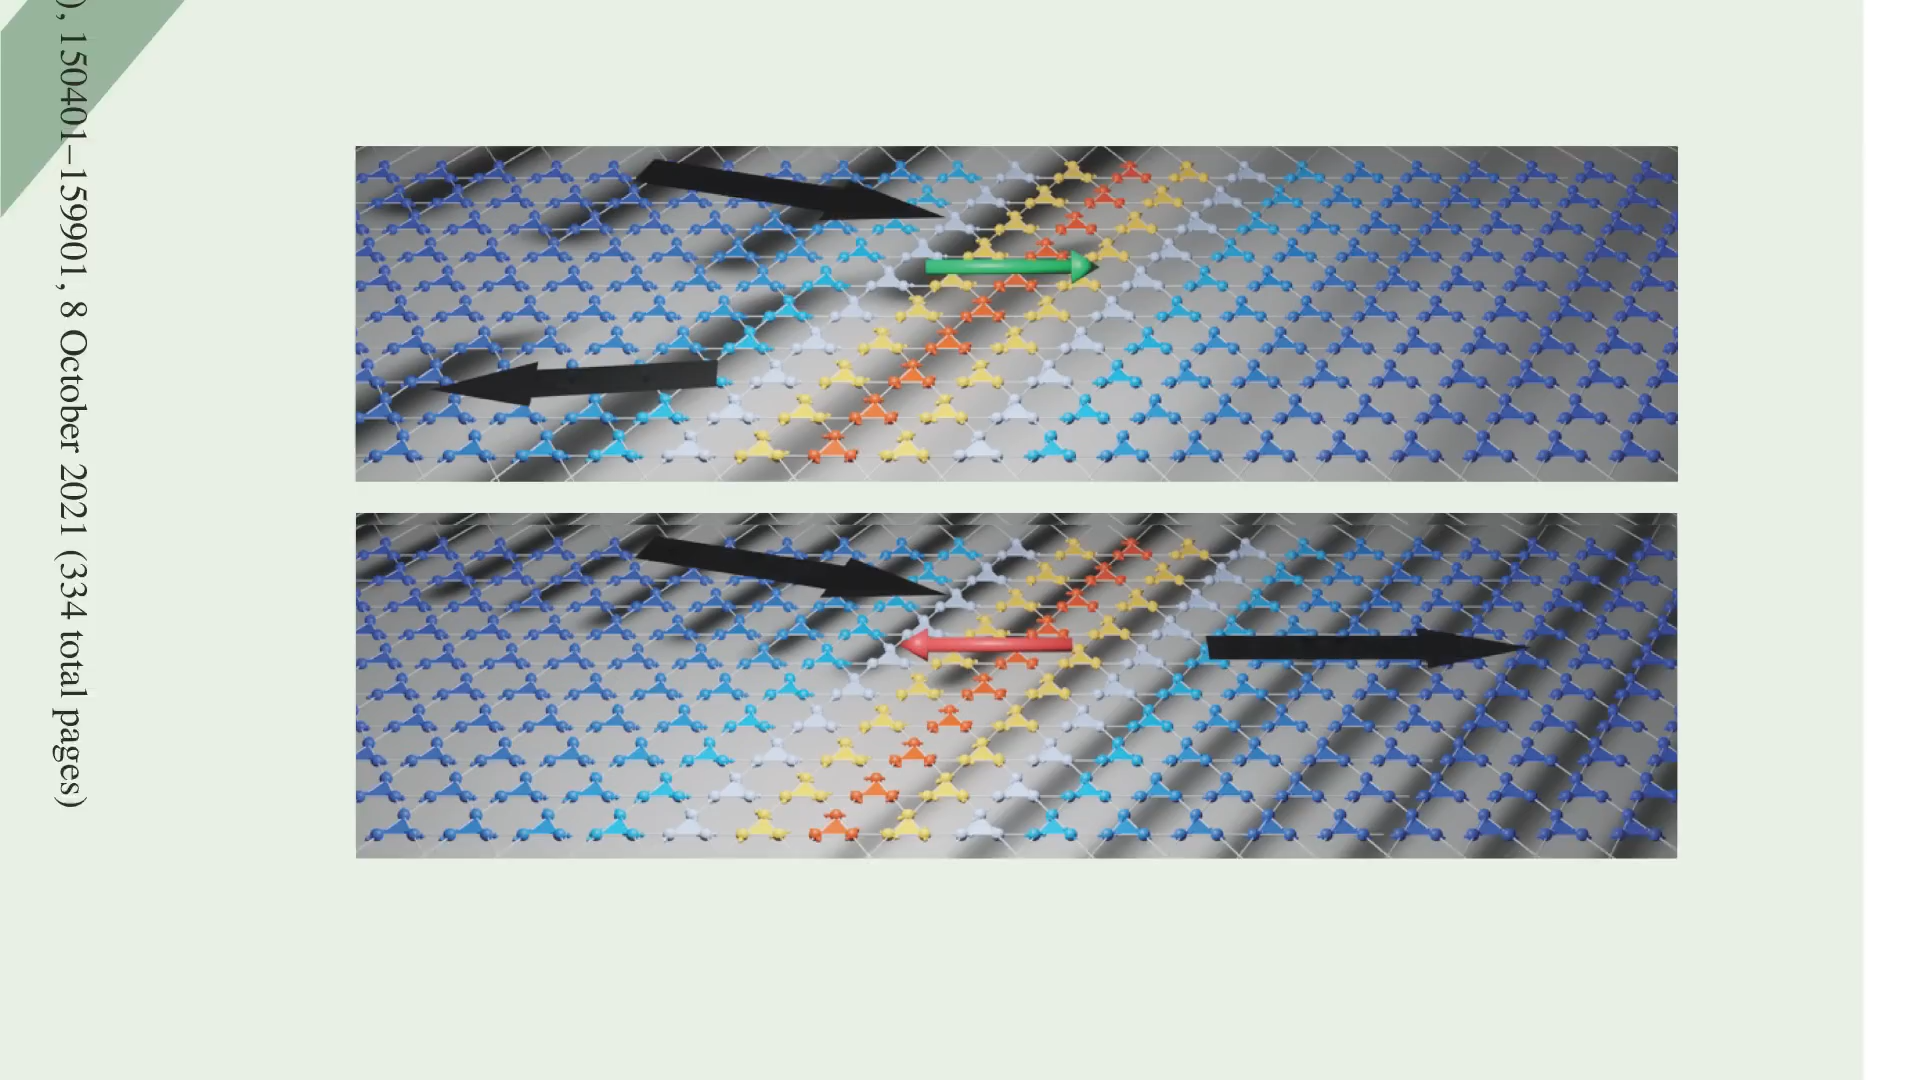 ), 150401–159901, 8 October 2021 (334 total pages)